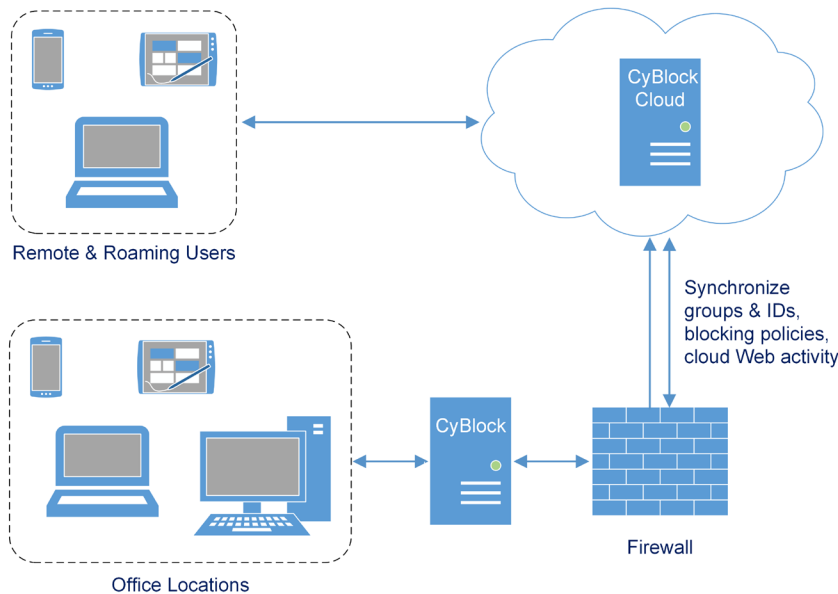 CyBlock
Cloud
Remote & Roaming Users
Synchronize
groups & IDs,
blocking policies,
cloud Web activity
CyBlock
Firewall
Office Locations